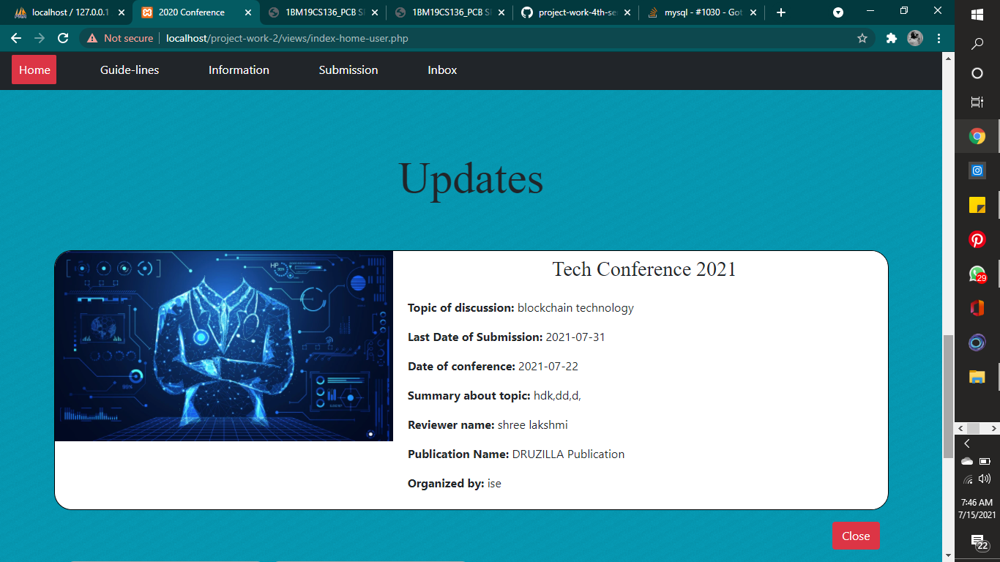 localhost / 127.0.0.1
2020 Conference
1BM19CS136_PCB S
1BM19CS136_PCB S
project-work-4th-se
mysql - #1030 - Got
Not secure
localhost/project-work-2/views/index-home-user.php
Home
Guide-lines
Information
Submission
Inbox
Updates
HP
99%
Tech Conference 2021
Topic of discussion: blockchain technology
Last Date of Submission: 2021-07-31
Date of conference: 2021-07-22
Summary about topic: hdk,dd,d,
Reviewer name: shree lakshmi
Publication Name: DRUZILLA Publication
Organized by: ise
Close
29
7:46 AM
7/15/2021
22